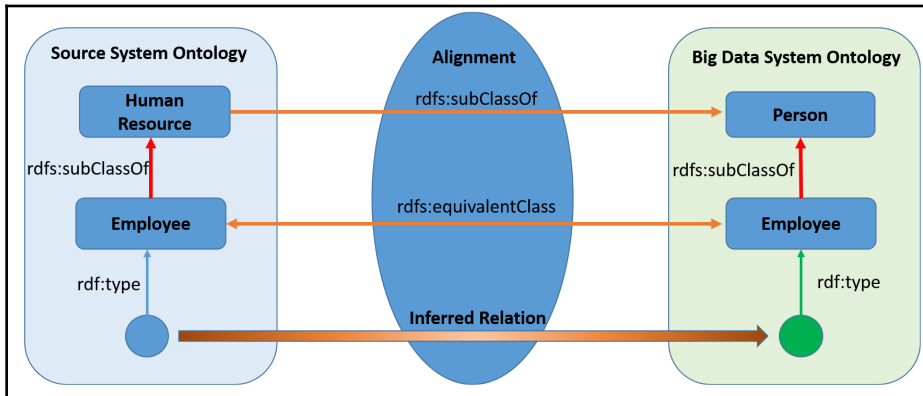 Source System Ontology
Alignment
Big Data System Ontology
Human
Resource
rdfs:subClassOf
Person
rdfs:subClassOf
rdfs:subClassOf
Employee
rdfs:equivalentClass
Employee
rdf:type
rdf:type
Inferred Relation